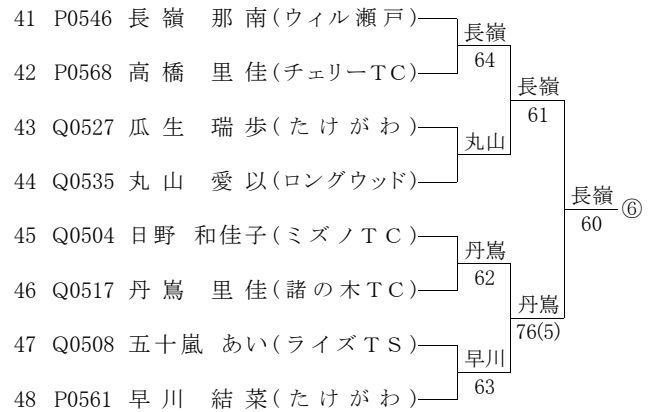 41 P0546 長嶺 那南(ウィル瀬戸)
長嶺
64
42 P0568 高橋 里佳(チェリーTC)
長嶺
61
43 Q0527 瓜生 瑞歩(たけがわ)
丸山
44 Q0535 丸山 愛以(ロングウッド)
長嶺
60
⑥
45 Q0504 日野 和佳子(ミズノTC)
丹嶌
62
46 Q0517 丹嶌 里佳(諸の木TC)
丹嶌
76(5)
47 Q0508 五十嵐 あい(ライズTS)
早川
63
48 P0561 早川 結菜(たけがわ)